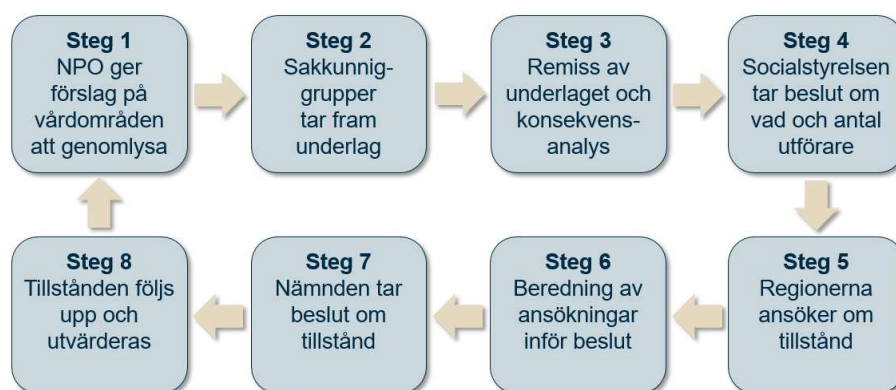 Steg 1
NPO ger
förslag på
vårdområden
att genomlysa
Steg 2
Sakkunnig-
grupper
tar fram
underlag
Steg 3
Remiss av
underlaget och
konsekvens-
analys
Steg 4
Socialstyrelsen
tar beslut om
vad och antal
utförare
Steg 5
Regionerna
ansöker om
tillstånd
Steg 6
Beredning av
ansökningar
inför beslut
Steg 7
Nämnden tar
beslut om
tillstånd
Steg 8
Tillstånden följs
upp och
utvärderas